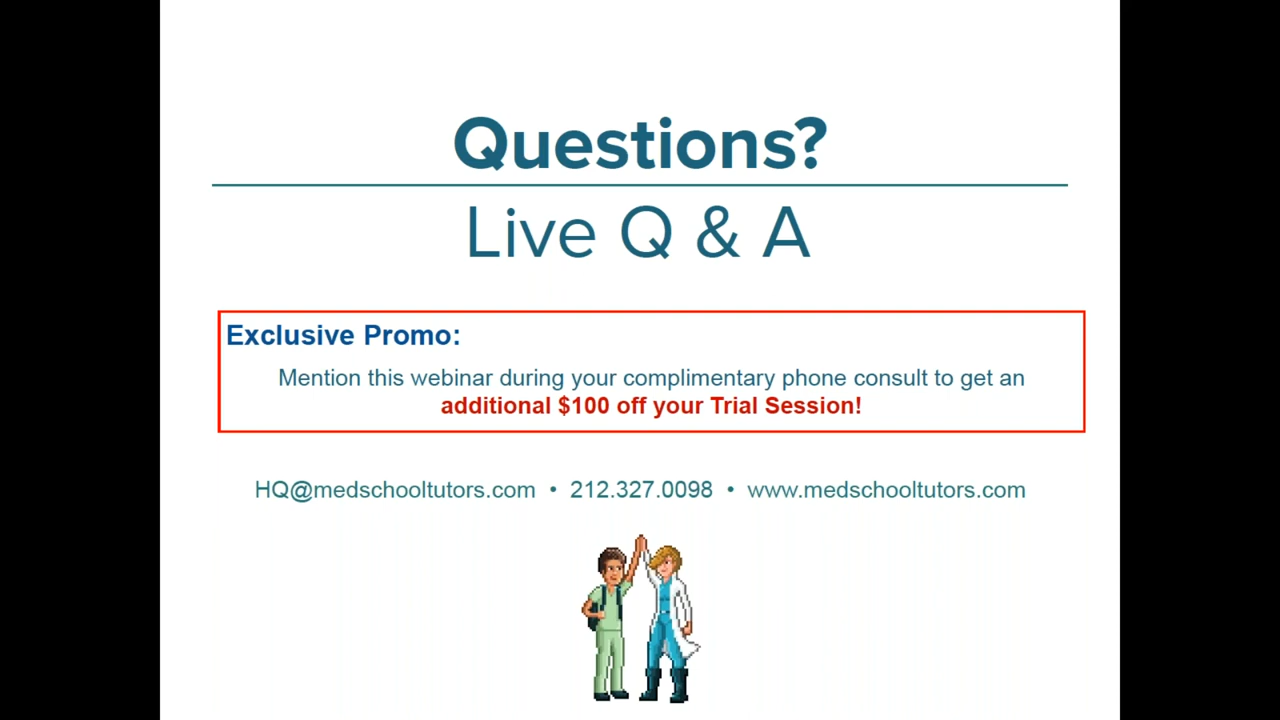 Questions?
Live Q & A
Exclusive Promo:
Mention this webinar during your complimentary phone consult to get an
additional $100 off your Trial Session!
HQ@medschooltutors.com • 212.327.0098 • www.medschooltutors.com